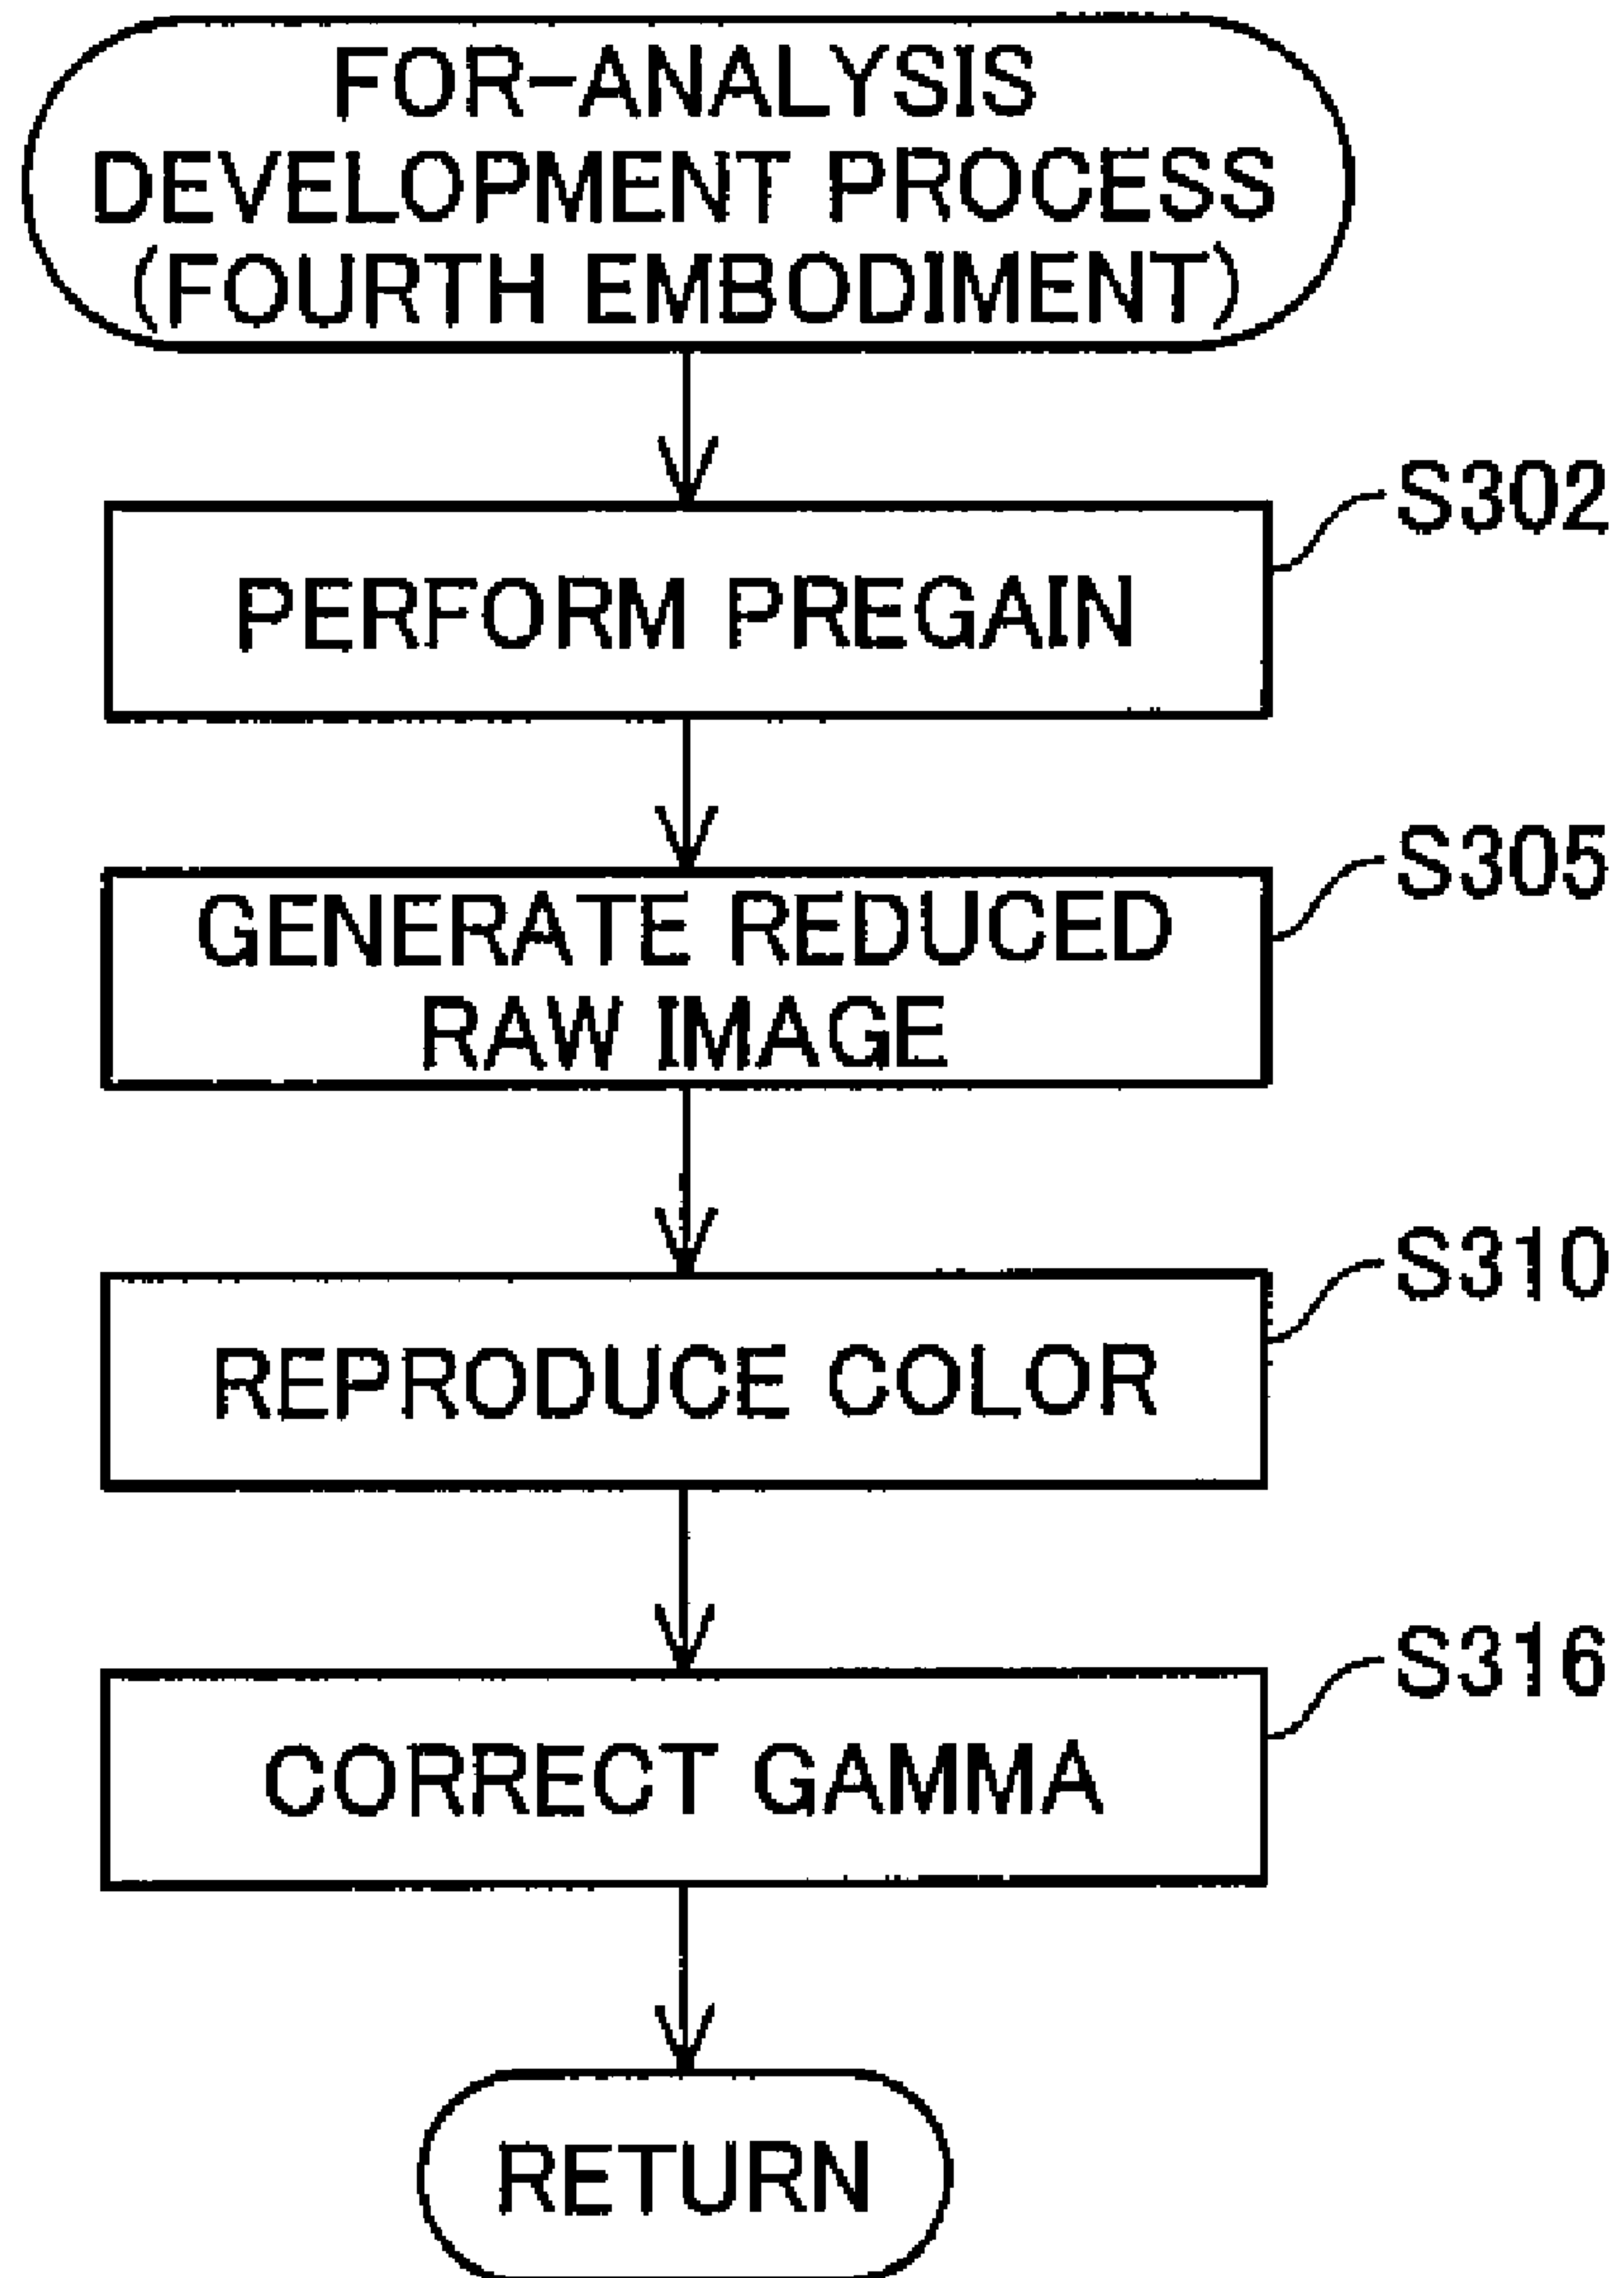 FOR-ANALYSIS
DEVELOPMENT PROCESS
(FOURTH EMBODIMENT)
S302
PERFORM PREGAIN
S305
GENERATE REDUCED
RAW IMAGE
S310
REPRODUCE COLOR
S316
CORRECT GAMMA
RETURN